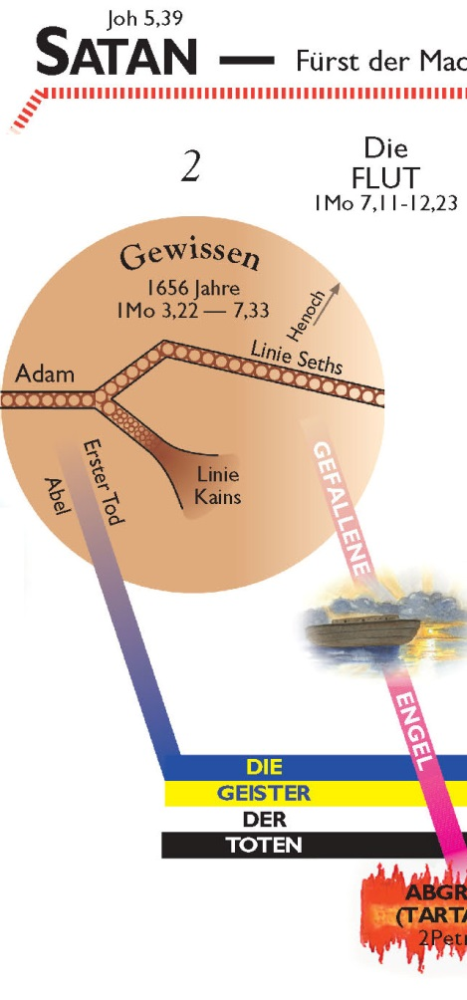 Joh 5,39
SATAN — Fürst der
2
Die
FLUT
1Mo 7,11-12,23
Gewissen
1656 Jahre
1Mo 3,22 — 7,33
Henoch
Linie Seths
Adam
Erster Tod
Abel
Linie
Kains
GEFALLENE
ENGEL
DIE
GEISTER
DER
TOTEN
ABGR
(TARTA
2Petr